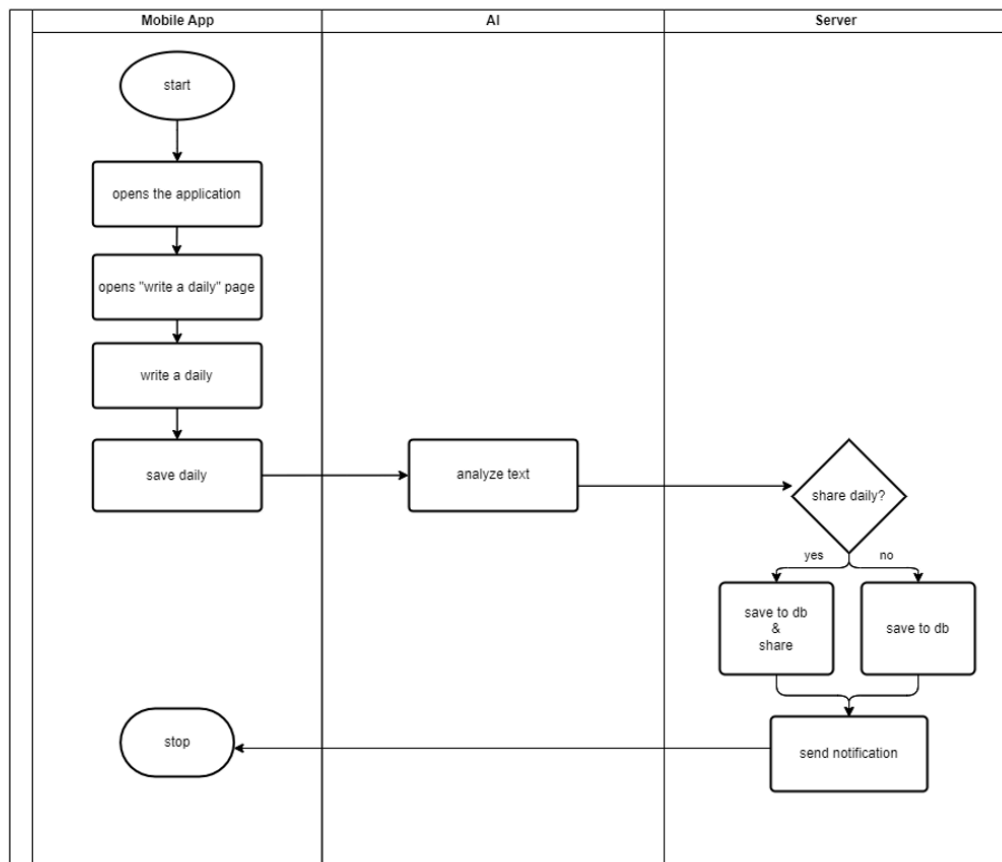 Mobile App
AI
Server
start
opens the application
opens "write a daily" page
write a daily
save daily
analyze text
share daily?
yes
no
save to db
&
share
save to db
send notification
stop